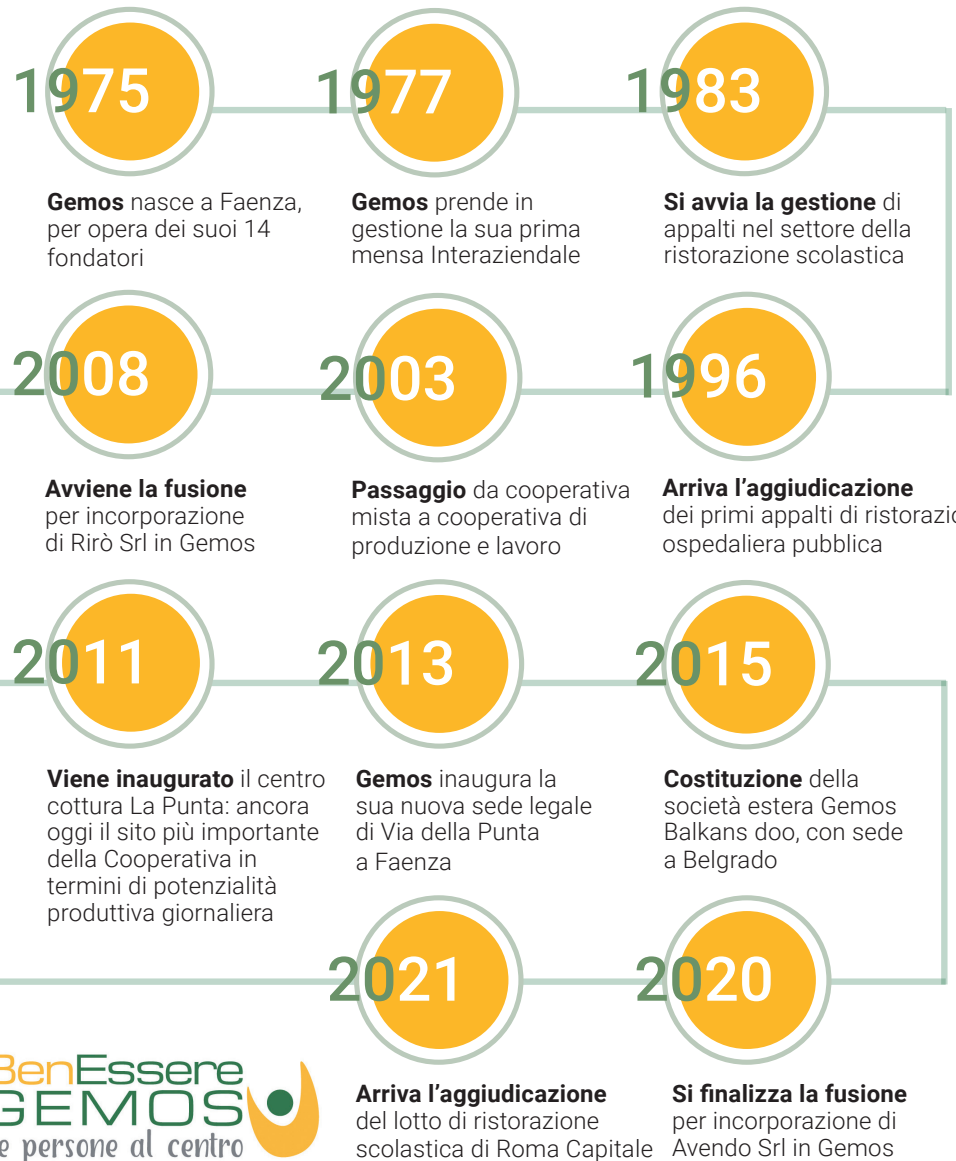 1975
Gemos nasce a Faenza,
per opera dei suoi 14
fondatori
1977
Gemos prende in
gestione la sua prima
mensa Interaziendale
1983
Si avvia la gestione di
appalti nel settore della
ristorazione scolastica
1996
Arriva l’aggiudicazione
dei primi appalti di
ospedaliera pubblica
2003
Passaggio da cooperativa
mista a cooperativa di
produzione e lavoro
2008
Avviene la fusione
per incorporazione
di Rirò Srl in Gemos
2011
Viene inaugurato il centro
cottura La Punta: ancora
oggi il sito più importante
della Cooperativa in
termini di potenzialità
produttiva giornaliera
2013
Gemos inaugura la
sua nuova sede legale
di Via della Punta
a Faenza
2015
Costituzione della
società estera Gemos
Balkans doo, con sede
a Belgrado
2020
Si finalizza la fusione
per incorporazione di
Avendo Srl in Gemos
2021
Arriva l’aggiudicazione
del lotto di ristorazione
scolastica di Roma Capitale
BenEssere
GEMOS
persone al centro